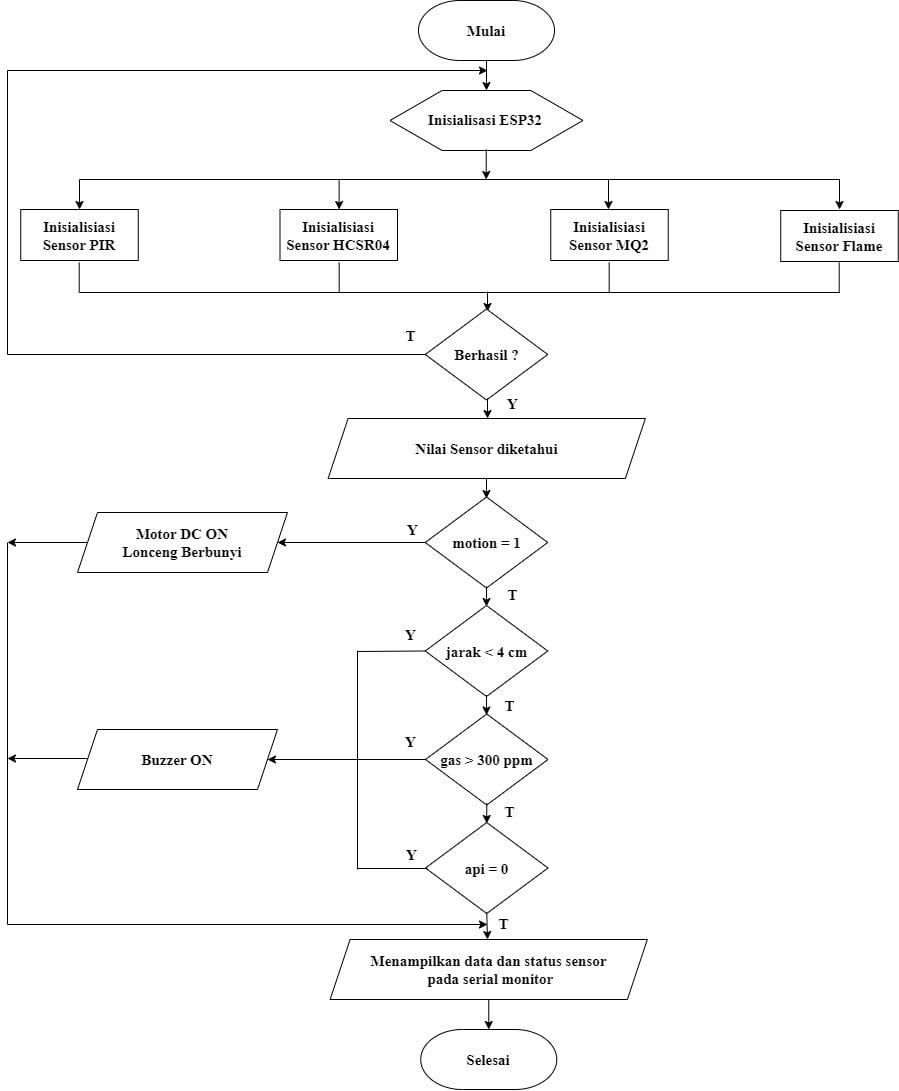 Mulai
Inisialisasi ESP32
Inisialisiasi
Sensor PIR
Inisialisiasi
Sensor HCSR04
Inisialisiasi
Sensor MQ2
Inisialisiasi
Sensor Flame
T
Berhasil ?
Y
Nilai Sensor diketahui
Motor DC ON
Lonceng Berbunyi
Y
motion = 1
T
Y
jarak < 4 cm
T
Buzzer ON
Y
gas > 300 ppm
T
Y
api = 0
T
Menampilkan data dan status sensor
pada serial monitor
Selesai